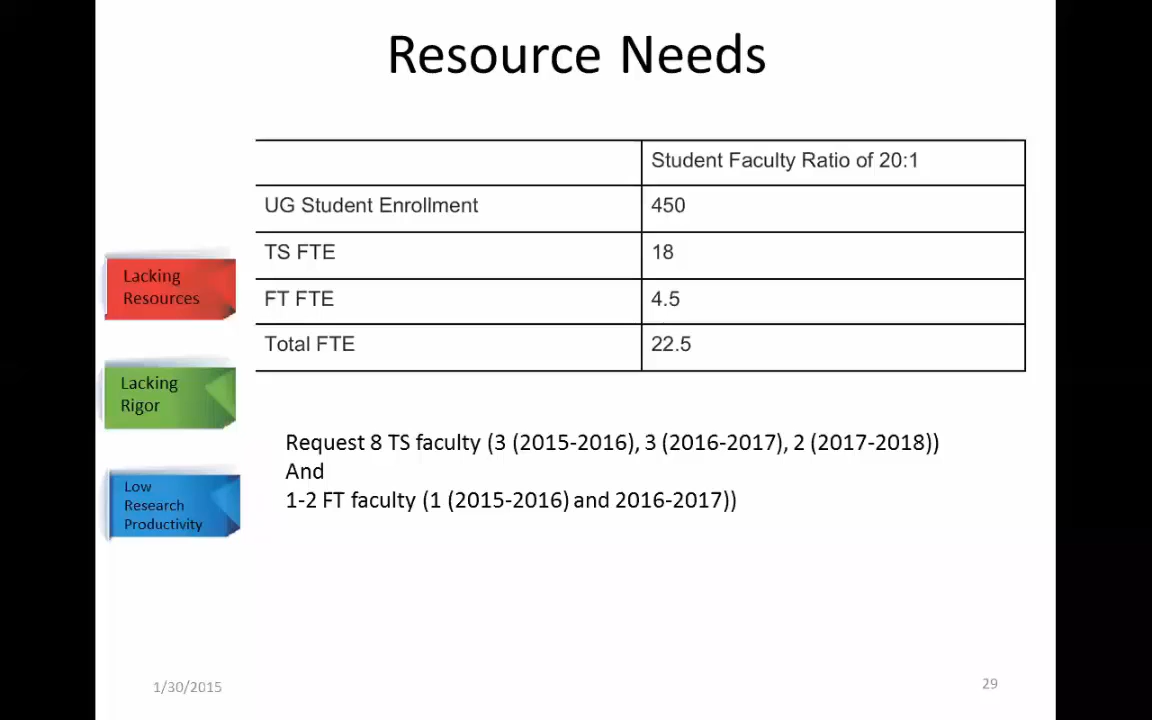 Resource Needs
Student Faculty Ratio of 20:1
UG Student Enrollment 450
TS FTE 18
FT FTE 4.5
Total FTE 22.5
Lacking
Resources
Lacking
Rigor
Low
Research
Productivity
Request 8 TS faculty (3 (2015-2016), 3 (2016-2017), 2 (2017-2018))
And
1-2 FT faculty (1 (2015-2016) and 2016-2017))
1/30/2015
29